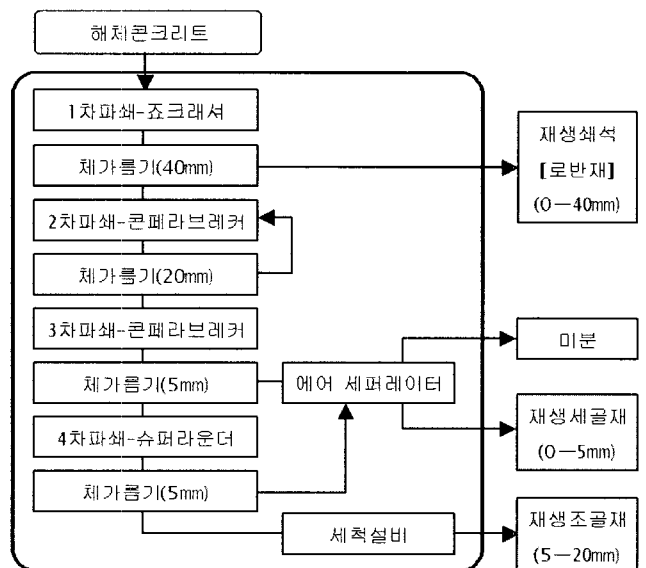 해체콘크리트
1차파쇄-죠크래셔
체가름기(40mm)
재생쇄석
[로반재]
(0—40mm)
2차파쇄-콘페라브레커
체가름기(20mm)
3차파쇄-콘페라브레커
미분
체가름기(5mm)
에어 세퍼레이터
재생세골재
(0—5mm)
4차파쇄-슈퍼라운더
체가름기(5mm)
세척설비
재생조골재
(5—20mm)